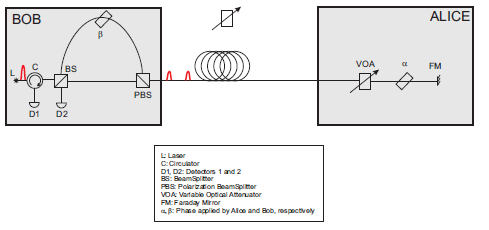 BOB
ALICE
β
L
C
BS
PBS
D1
D2
VOA
α
FM
L: Laser
C: Circulator
D1, D2: Detectors 1 and 2
BS: BeamSplitter
PBS: Polarization BeamSplitter
VOA: Variable Optical Attenuator
FM: Faraday Mirror
α, β: Phase applied by Alice and Bob, respectively